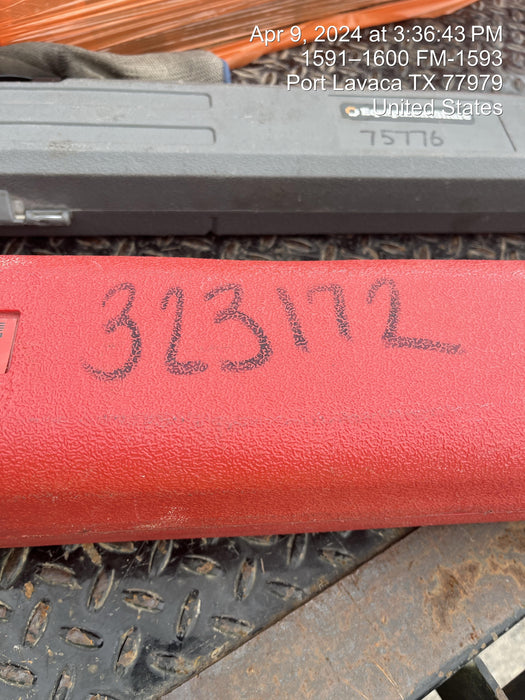 Apr 9, 2024 at 3:36:43 PM
1591–1600 FM-1593
Port Lavaca TX 77979
United States
75776
323172